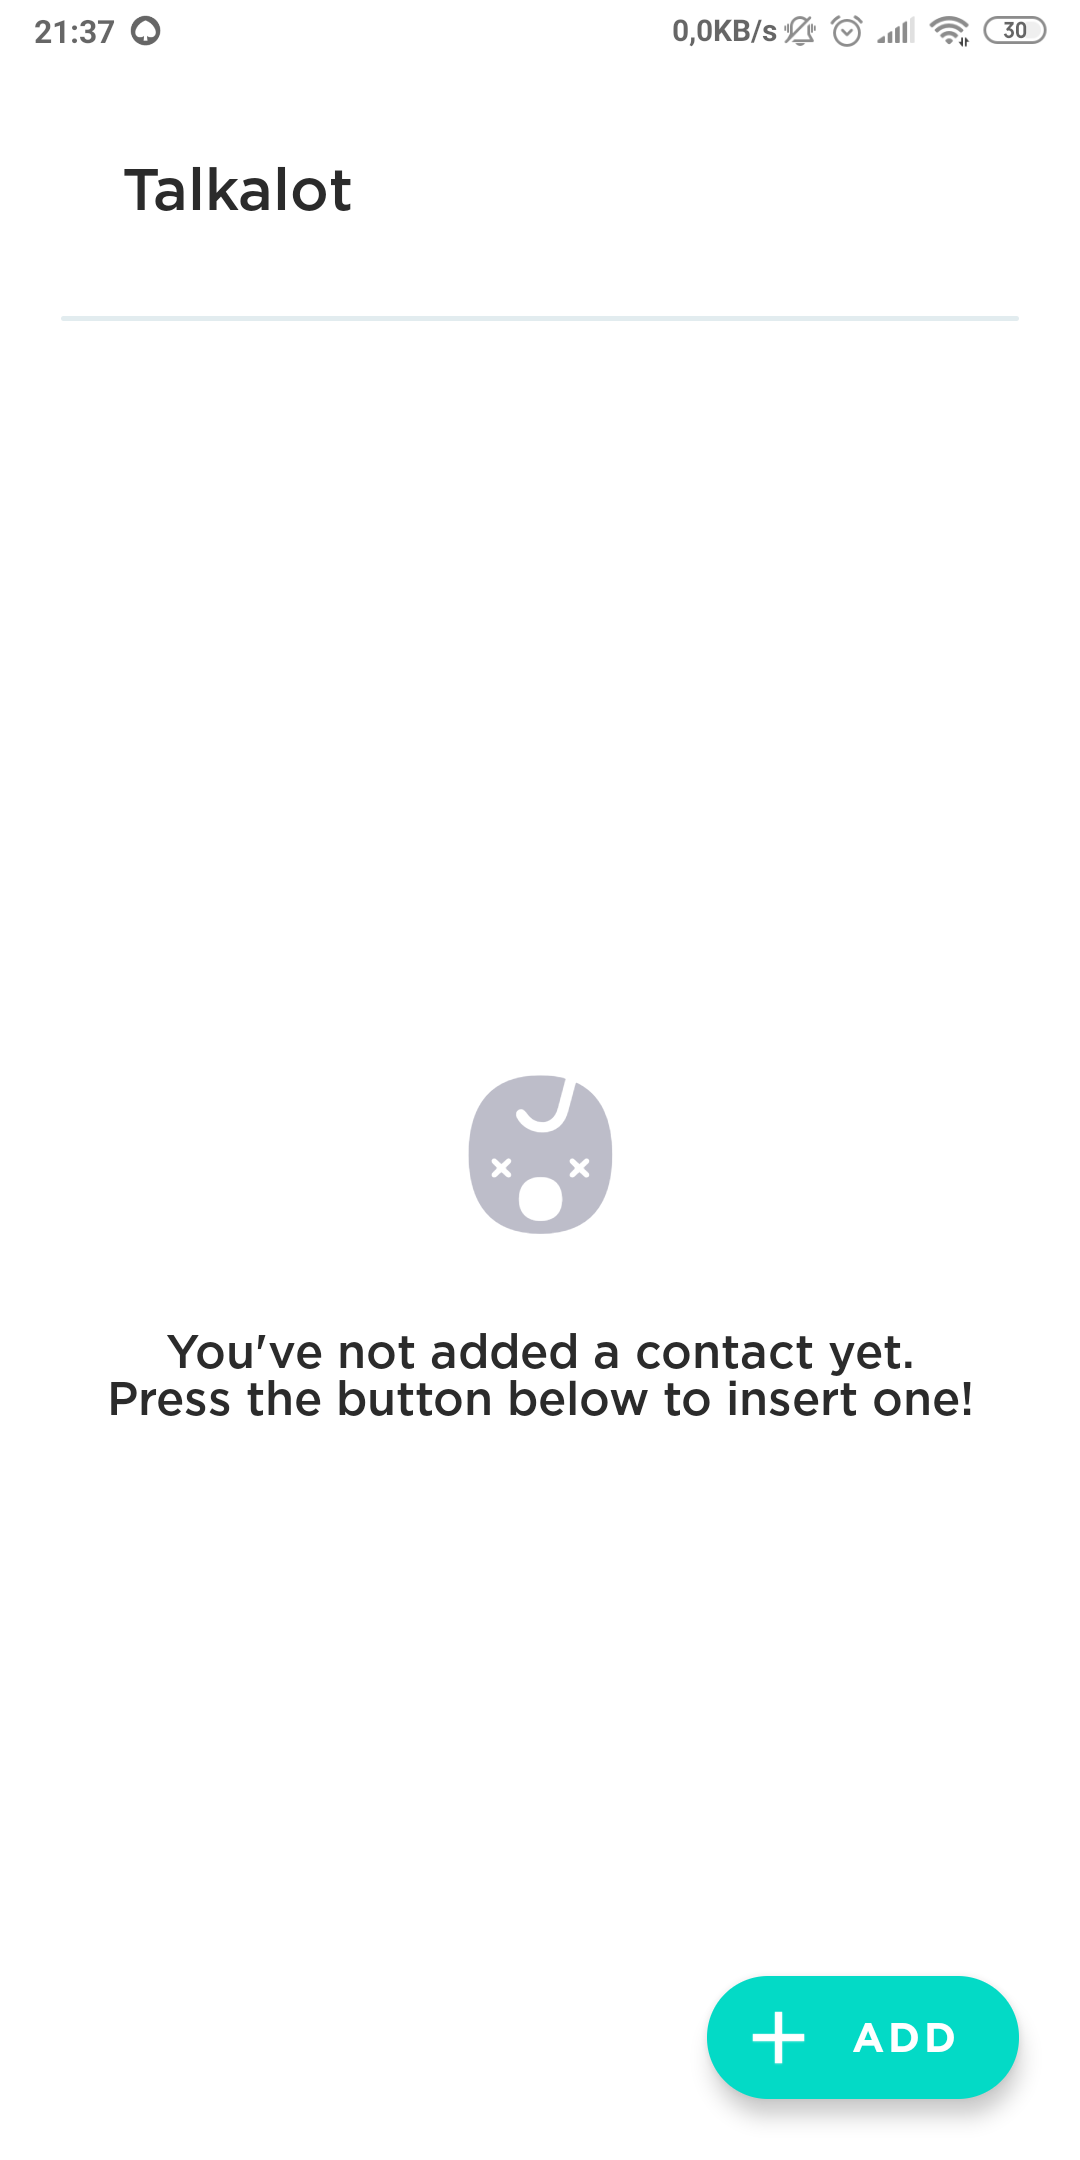 21:37 0,0KB/s 30
Talkalot
You've not added a contact yet.
Press the button below to insert one!
ADD